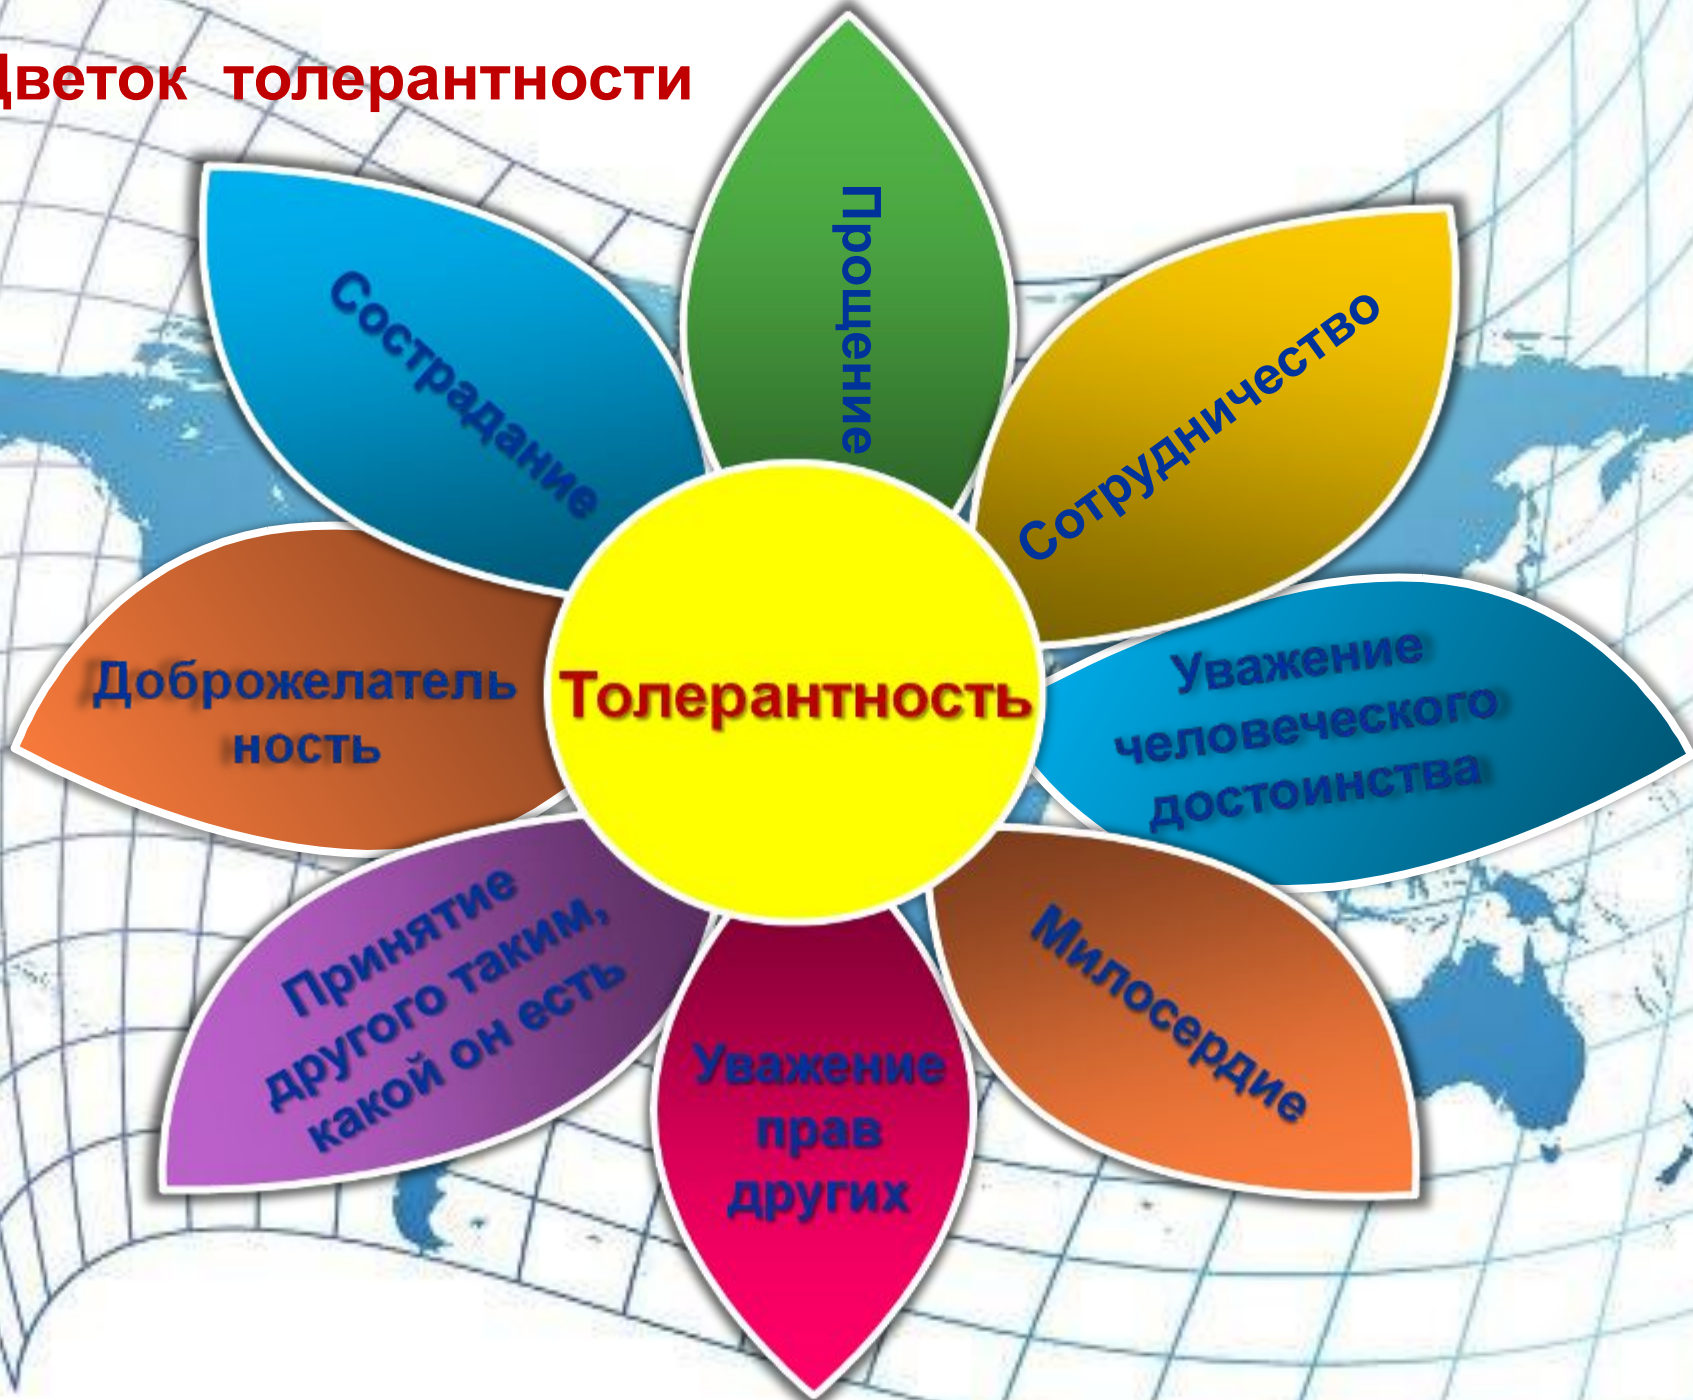 Цветок толерантности
Прощение
Сострадание
Сотрудничество
Доброжелатель
ность
Толерантность
Уважение
человеческого
достоинства
Принятие
другого таким,
какой он есть
Уважение
прав
других
Милосердие